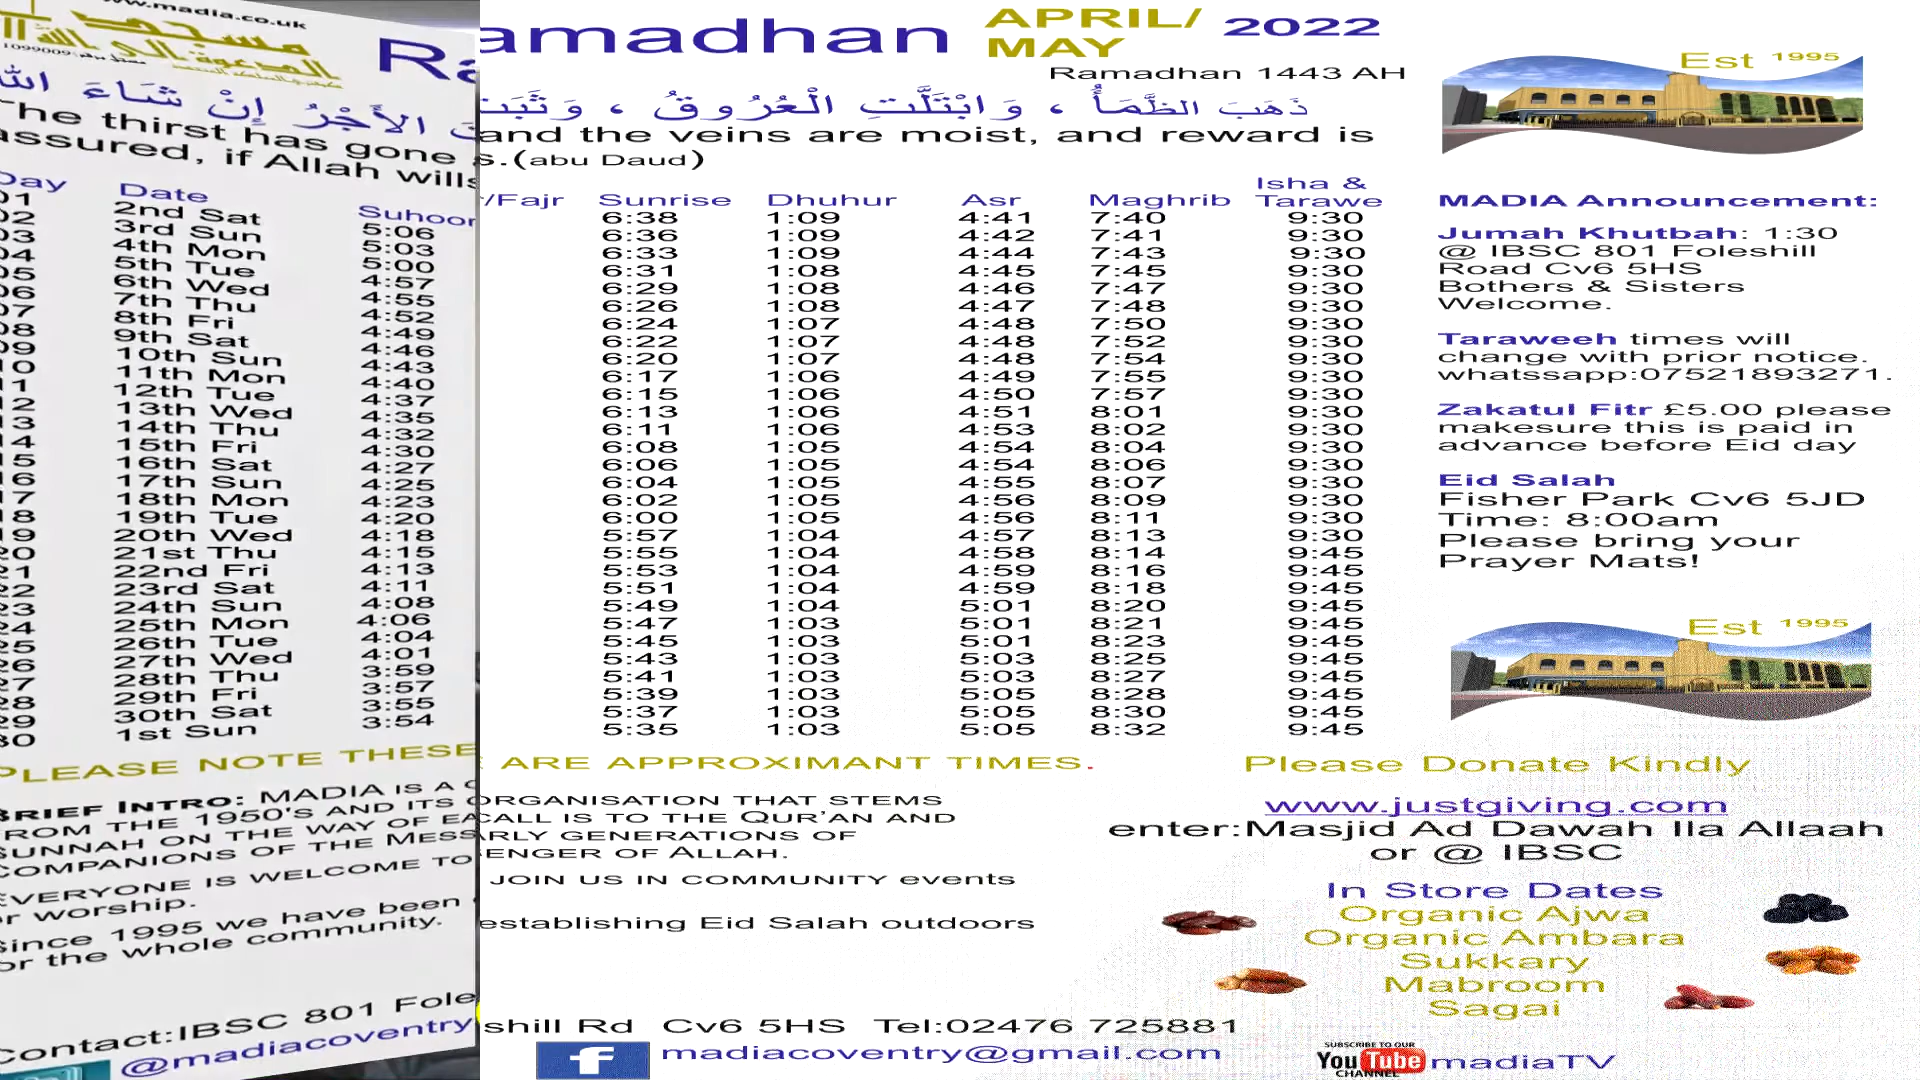 www.madia.co.uk
مسجد
الدعوة إلى الله
1099009
Ramadhan APRIL/MAY 2022
Ramadhan 1443 AH
ذَهَبَ الظَّمَأُ ، وَابْتَلَّتِ الْعُرُوقُ ، وَثَبَتَ الأَجْرُ إِنْ شَاءَ اللَّهُ
The thirst has gone and the veins are moist, and reward is
assured, if Allah wills.(abu Daud)
Day Date Suhoor/Fajr Sunrise Dhuhur Asr Maghrib Isha & Tarawe
01 2nd Sat 5:06 6:38 1:09 4:41 7:40 9:30
02 3rd Sun 5:03 6:36 1:09 4:42 7:41 9:30
03 4th Mon 5:00 6:33 1:09 4:44 7:43 9:30
04 5th Tue 4:57 6:31 1:08 4:45 7:45 9:30
05 6th Wed 4:55 6:29 1:08 4:46 7:47 9:30
06 7th Thu 4:52 6:26 1:08 4:47 7:48 9:30
07 8th Fri 4:49 6:24 1:07 4:48 7:50 9:30
08 9th Sat 4:46 6:22 1:07 4:48 7:52 9:30
09 10th Sun 4:43 6:20 1:07 4:48 7:54 9:30
10 11th Mon 4:40 6:17 1:06 4:49 7:55 9:30
11 12th Tue 4:37 6:15 1:06 4:50 7:57 9:30
12 13th Wed 4:35 6:13 1:06 4:51 8:01 9:30
13 14th Thu 4:32 6:11 1:06 4:53 8:02 9:30
14 15th Fri 4:30 6:08 1:05 4:54 8:04 9:30
15 16th Sat 4:27 6:06 1:05 4:54 8:06 9:30
16 17th Sun 4:25 6:04 1:05 4:55 8:07 9:30
17 18th Mon 4:23 6:02 1:05 4:56 8:09 9:30
18 19th Tue 4:20 6:00 1:05 4:56 8:11 9:30
19 20th Wed 4:18 5:57 1:04 4:57 8:13 9:30
20 21st Thu 4:15 5:55 1:04 4:58 8:14 9:45
21 22nd Fri 4:13 5:53 1:04 4:59 8:16 9:45
22 23rd Sat 4:11 5:51 1:04 4:59 8:18 9:45
23 24th Sun 4:08 5:49 1:04 5:01 8:20 9:45
24 25th Mon 4:06 5:47 1:03 5:01 8:21 9:45
25 26th Tue 4:04 5:45 1:03 5:01 8:23 9:45
26 27th Wed 4:01 5:43 1:03 5:03 8:25 9:45
27 28th Thu 3:59 5:41 1:03 5:03 8:27 9:45
28 29th Fri 3:57 5:39 1:03 5:05 8:28 9:45
29 30th Sat 3:55 5:37 1:03 5:05 8:30 9:45
30 1st Sun 3:54 5:35 1:03 5:05 8:32 9:45
PLEASE NOTE THESE ARE APPROXIMANT TIMES.
BRIEF INTRO: MADIA IS A ORGANISATION THAT STEMS
FROM THE 1950'S AND ITS CALL IS TO THE QUR'AN AND
SUNNAH ON THE WAY OF EARLY GENERATIONS OF
COMPANIONS OF THE MESSENGER OF ALLAH.
EVERYONE IS WELCOME TO JOIN US IN COMMUNITY events
or worship.
Since 1995 we have been establishing Eid Salah outdoors
for the whole community.
Contact:IBSC 801 Foleshill Rd Cv6 5HS Tel:02476 725881
@madiacoventry
madiacoventry@gmail.com
SUBSCRIBE TO OUR
YouTube
CHANNEL
madiaTV
Est 1995
MADIA Announcement:
Jumah Khutbah: 1:30
@ IBSC 801 Foleshill
Road Cv6 5HS
Bothers & Sisters
Welcome.
Taraweeh times will
change with prior notice.
whatssapp:07521893271.
Zakatul Fitr £5.00 please
makesure this is paid in
advance before Eid day
Eid Salah
Fisher Park Cv6 5JD
Time: 8:00am
Please bring your
Prayer Mats!
Est 1995
Please Donate Kindly
www.justgiving.com
enter:Masjid Ad Dawah Ila Allaah
or @ IBSC
In Store Dates
Organic Ajwa
Organic Ambara
Sukkary
Mabroom
Sagai